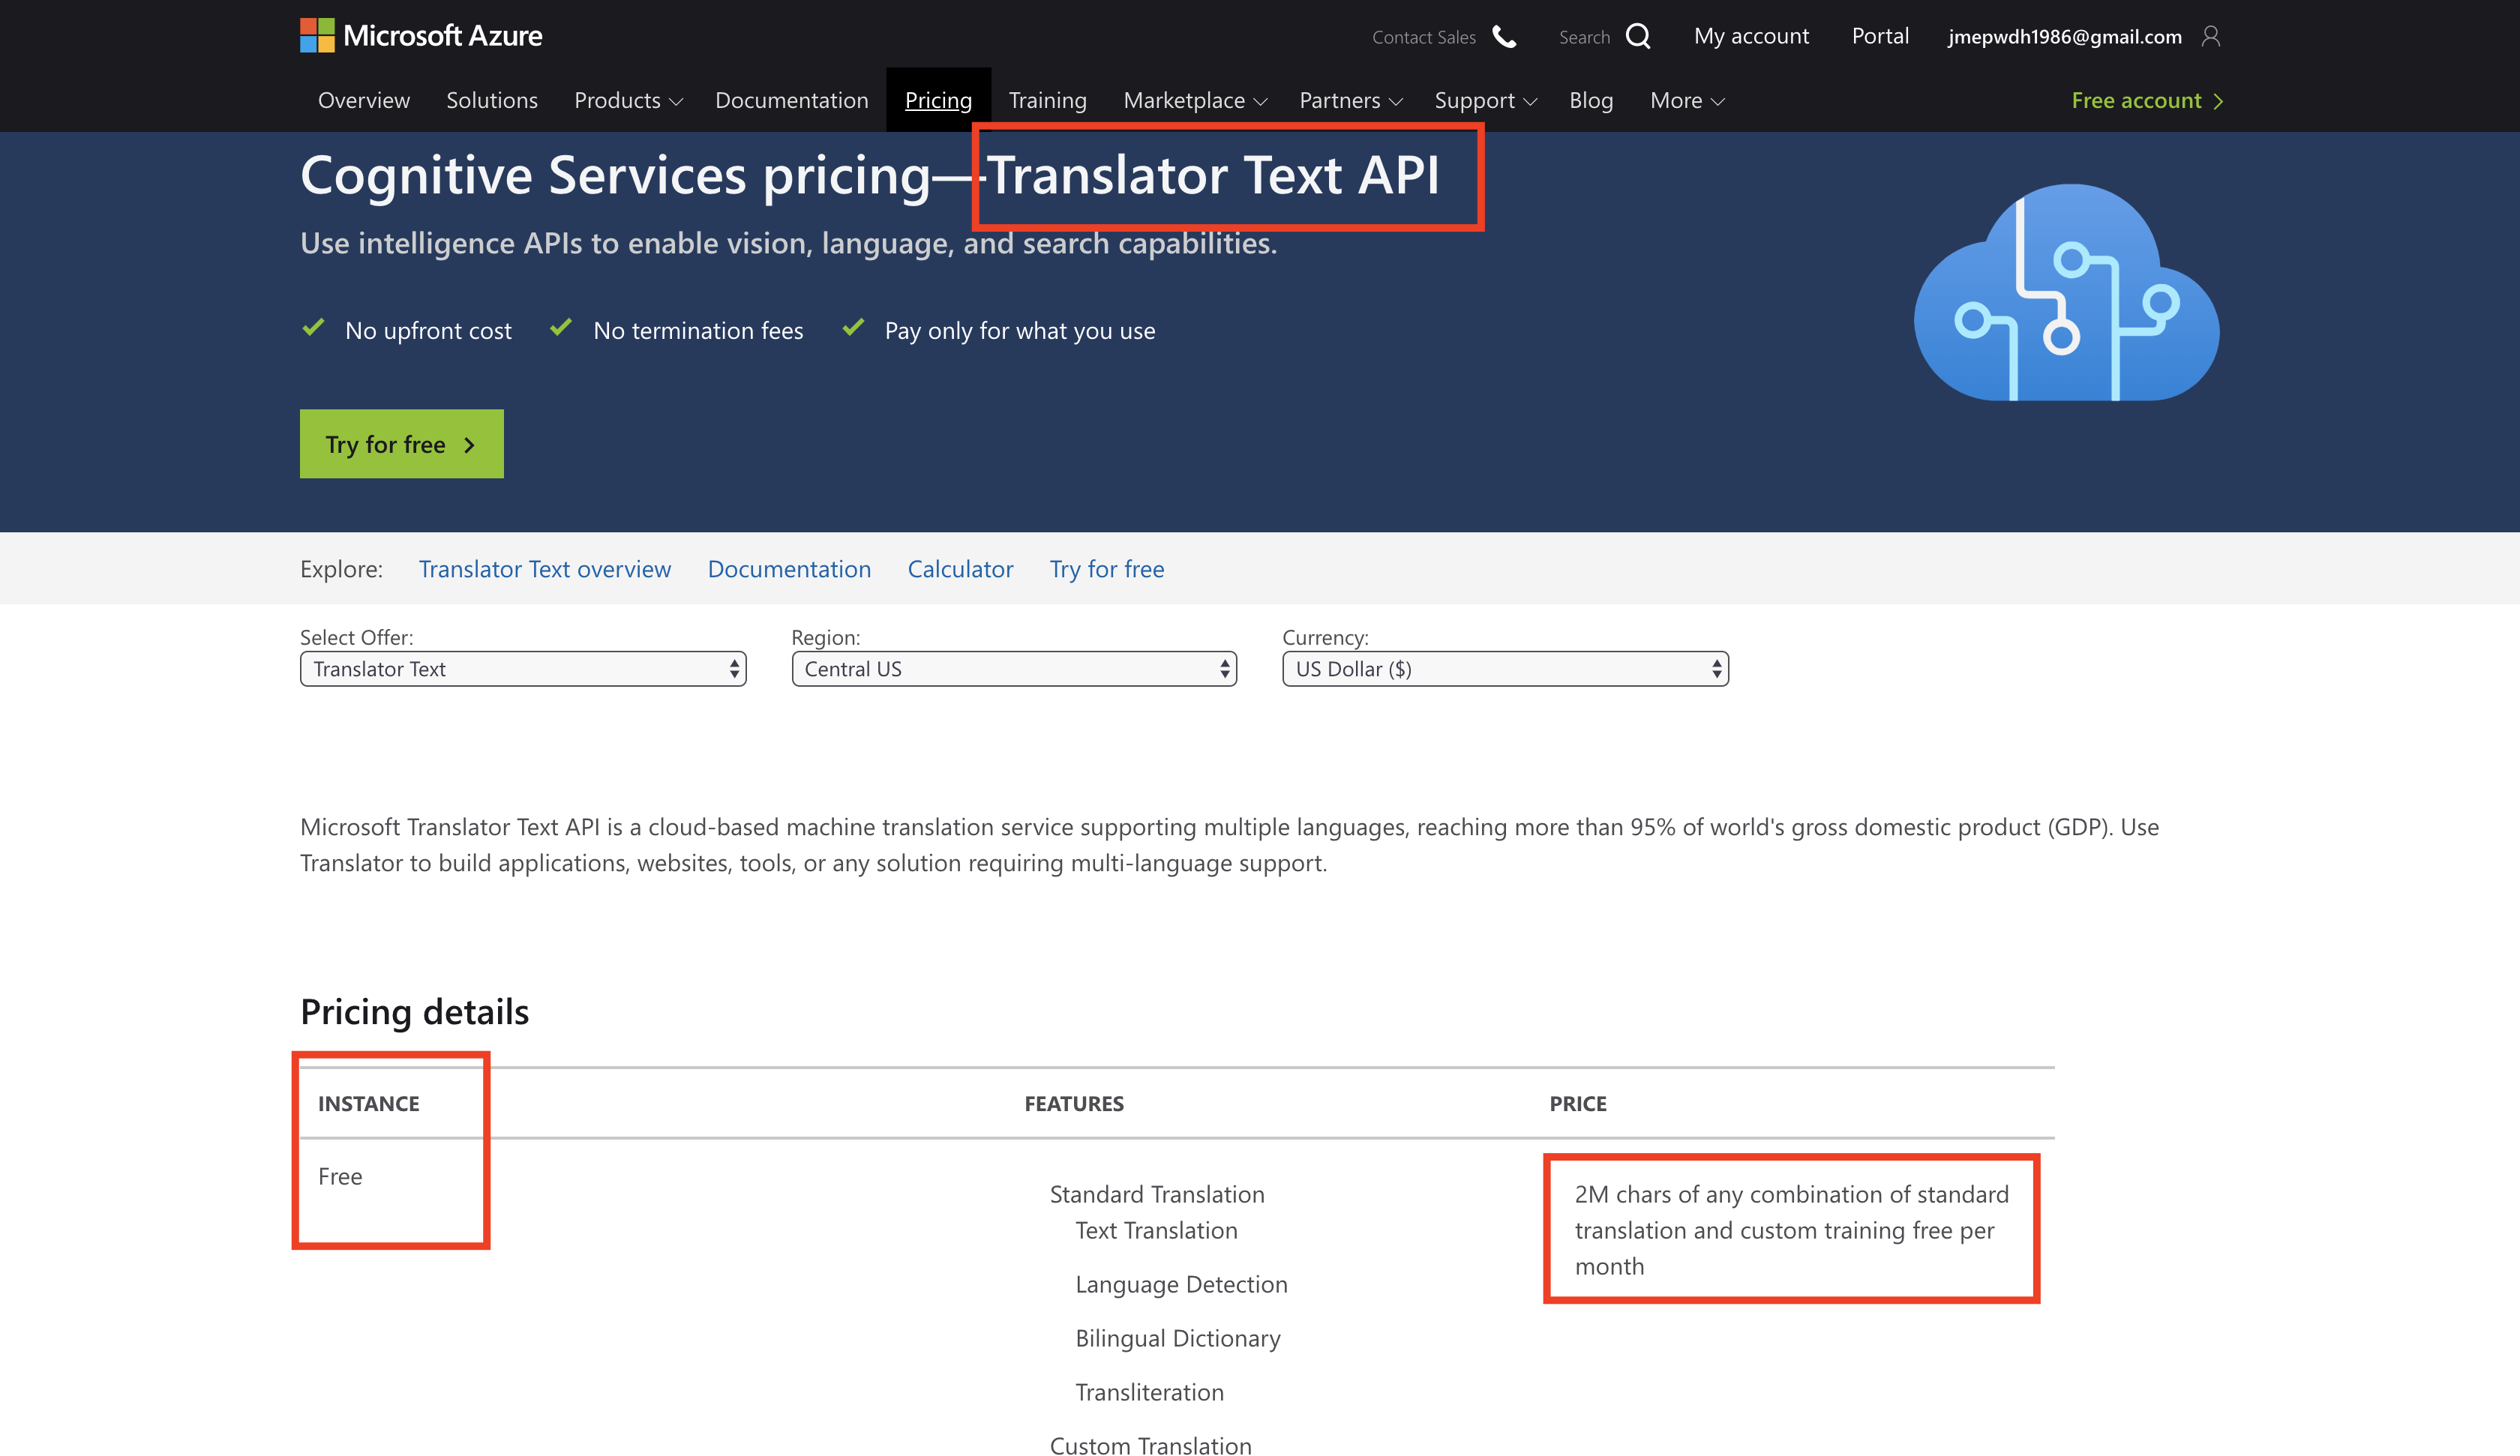 Microsoft Azure
Contact Sales
Search
My account
Portal
jmepwdh1986@gmail.com
Overview
Solutions
Products
Documentation
Pricing
Training
Marketplace
Partners
Support
Blog
More
Free account
Cognitive Services pricing—Translator Text API
Use intelligence APIs to enable vision, language, and search capabilities.
No upfront cost
No termination fees
Pay only for what you use
Try for free
Explore:
Translator Text overview
Documentation
Calculator
Try for free
Select Offer:
Translator Text
Region:
Central US
Currency:
US Dollar ($)
Microsoft Translator Text API is a cloud-based machine translation service supporting multiple languages, reaching more than 95% of world's gross domestic product (GDP). Use
Translator to build applications, websites, tools, or any solution requiring multi-language support.
Pricing details
INSTANCE
FEATURES
PRICE
Free
Standard Translation
Text Translation
Language Detection
Bilingual Dictionary
Transliteration
Custom Translation
2M chars of any combination of standard
translation and custom training free per
month